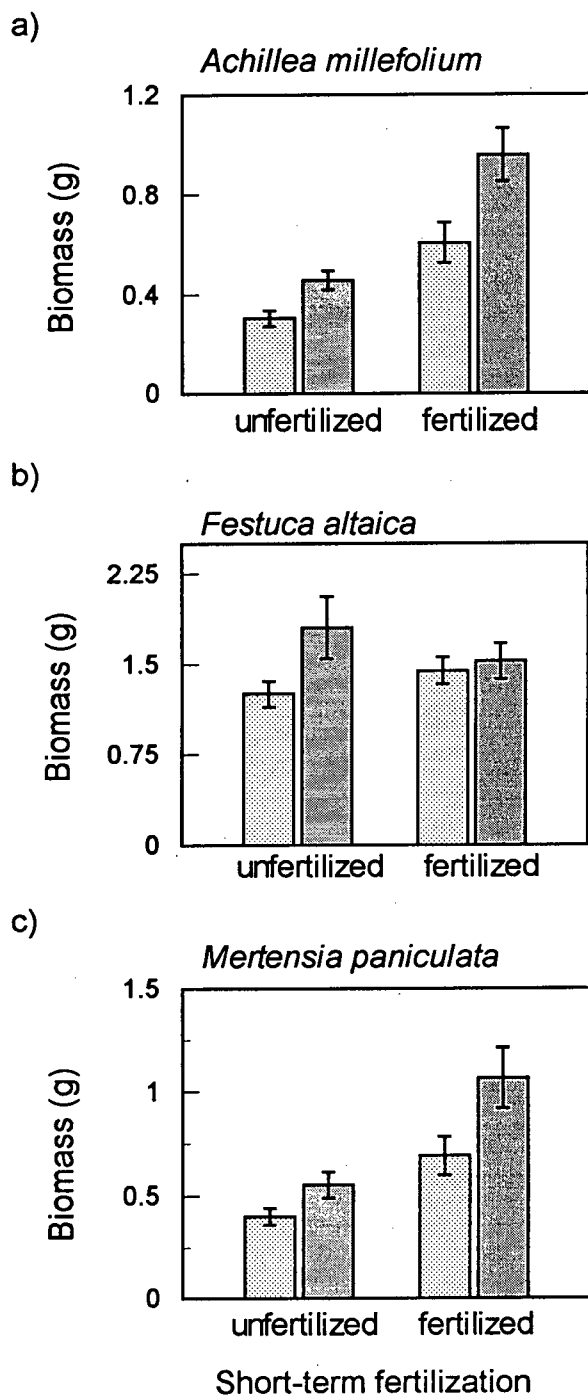 a)
Achillea millefolium
1.2
0.8
0.4
0
Biomass (g)
unfertilized fertilized
b)
Festuca altaica
2.25
1.5
0.75
0
Biomass (g)
unfertilized fertilized
c)
Mertensia paniculata
1.5
1
0.5
0
Biomass (g)
unfertilized fertilized
Short-term fertilization